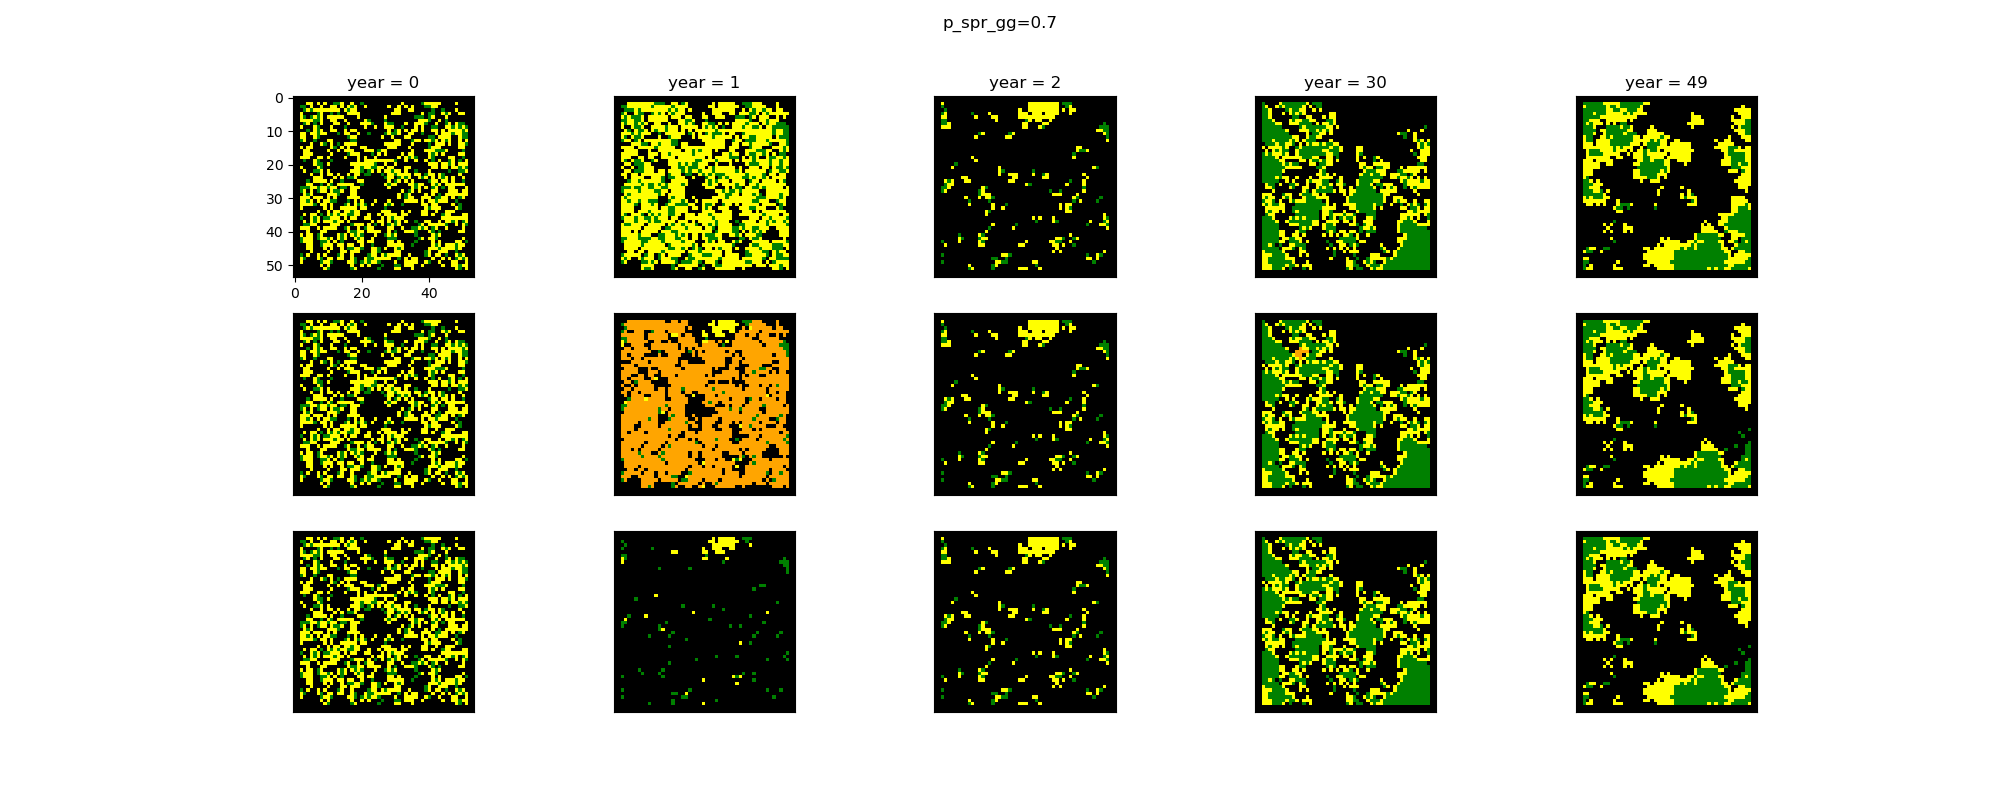 p_spr_gg=0.7
year = 0
year = 1
year = 2
year = 30
year = 49
0
10
20
30
40
50
0
20
40